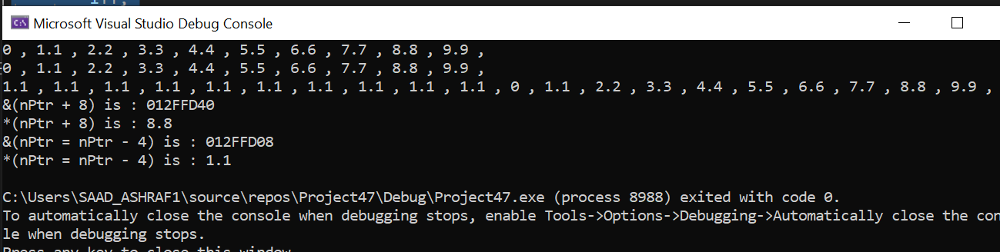 Microsoft Visual Studio Debug Console
0 , 1.1 , 2.2 , 3.3 , 4.4 , 5.5 , 6.6 , 7.7 , 8.8 , 9.9 ,
0 , 1.1 , 2.2 , 3.3 , 4.4 , 5.5 , 6.6 , 7.7 , 8.8 , 9.9 ,
1.1 , 1.1 , 1.1 , 1.1 , 1.1 , 1.1 , 1.1 , 1.1 , 1.1 , 1.1 , 0 , 1.1 , 2.2 , 3.3 , 4.4 , 5.5 , 6.6 , 7.7 , 8.8 , 9.9 ,
&(nPtr + 8) is : 012FFD40
*(nPtr + 8) is : 8.8
&(nPtr = nPtr - 4) is : 012FFD08
*(nPtr = nPtr - 4) is : 1.1
C:\Users\SAAD_ASHRAF1\source\repos\Project47\Debug\Project47.exe (process 8988) exited with code 0.
To automatically close the console when debugging stops, enable Tools->Options->Debugging->Automatically close the con
le when debugging stops.
Press any key to close this window